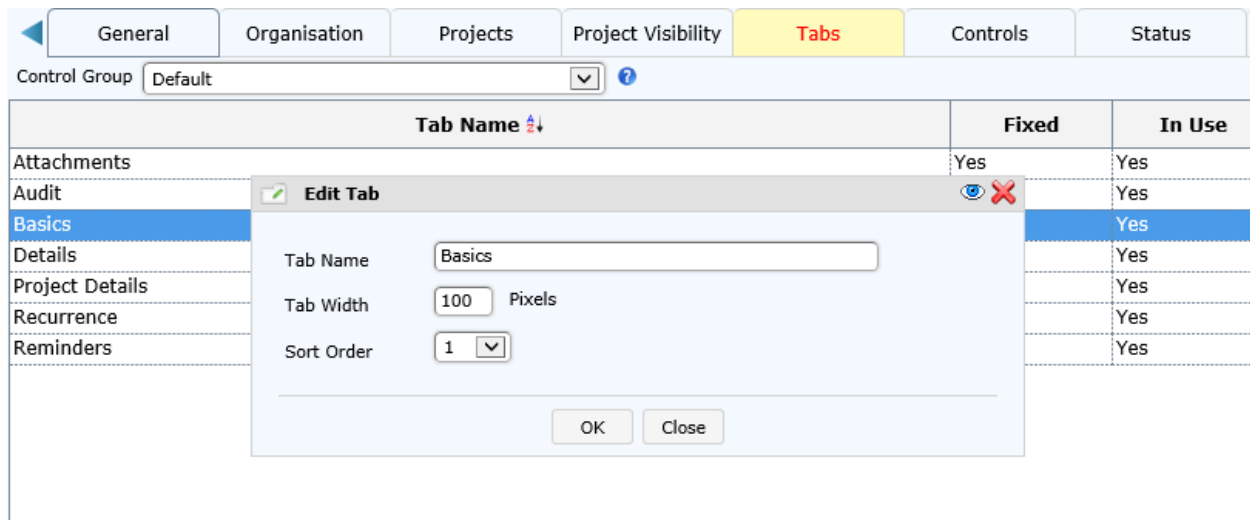 General Organisation Projects Project Visibility Tabs Controls Status
Control Group Default
Tab Name Fixed In Use
Attachments Yes Yes
Audit Yes
Basics Yes
Details Yes
Project Details Yes
Recurrence Yes
Reminders Yes
Edit Tab
Tab Name Basics
Tab Width 100 Pixels
Sort Order 1
OK Close